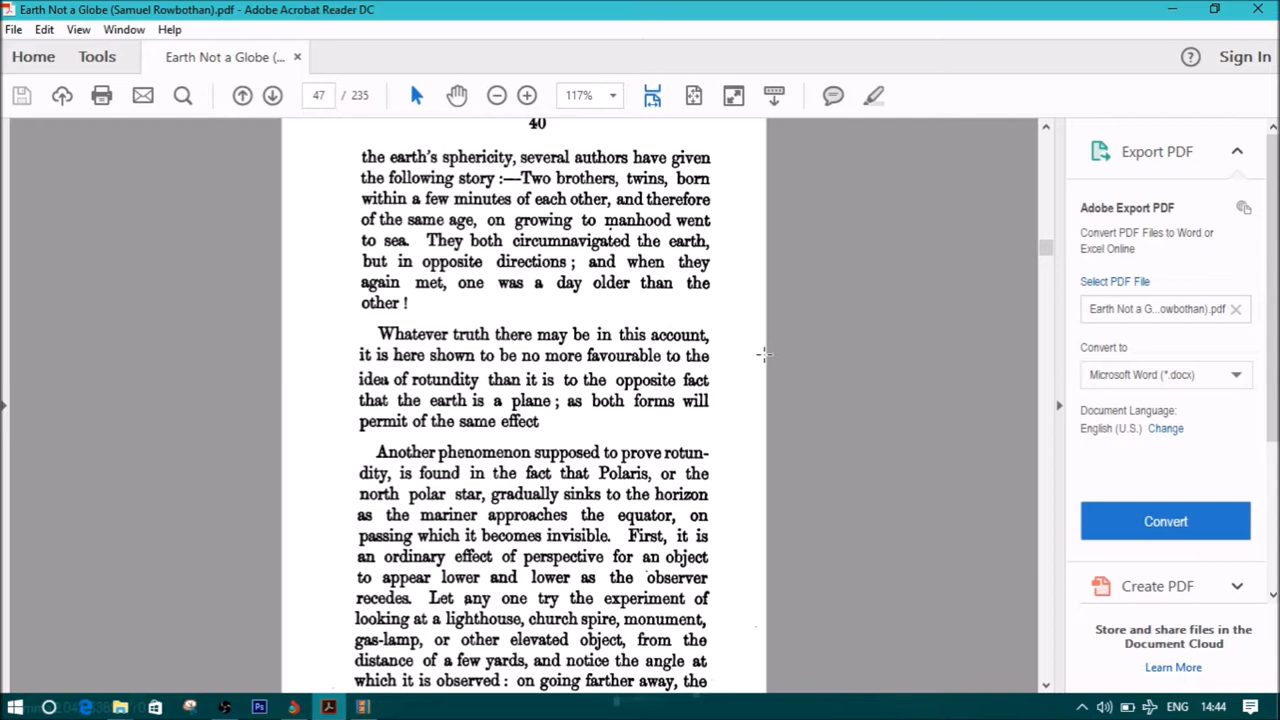 Earth Not a Globe (Samuel Rowbothan).pdf - Adobe Acrobat Reader DC
File Edit View Window Help
Home Tools Earth Not a Globe (... × Sign In
47 / 235 117%
40
the earth's sphericity, several authors have given
the following story :—Two brothers, twins, born
within a few minutes of each other, and therefore
of the same age, on growing to manhood went
to sea. They both circumnavigated the earth,
but in opposite directions ; and when they
again met, one was a day older than the
other !
Whatever truth there may be in this account,
it is here shown to be no more favourable to the
idea of rotundity than it is to the opposite fact
that the earth is a plane ; as both forms will
permit of the same effect
Another phenomenon supposed to prove rotun-
dity, is found in the fact that Polaris, or the
north polar star, gradually sinks to the horizon
as the mariner approaches the equator, on
passing which it becomes invisible. First, it is
an ordinary effect of perspective for an object
to appear lower and lower as the observer
recedes. Let any one try the experiment of
looking at a lighthouse, church spire, monument,
gas-lamp, or other elevated object, from the
distance of a few yards, and notice the angle at
which it is observed : on going farther away, the
Export PDF
Adobe Export PDF
Convert PDF Files to Word or
Excel Online
Select PDF File
Earth Not a G...owbothan).pdf
Convert to
Microsoft Word (*.docx)
Document Language:
English (U.S.) Change
Convert
Create PDF
Store and share files in the
Document Cloud
Learn More
Ps ENG 14:44